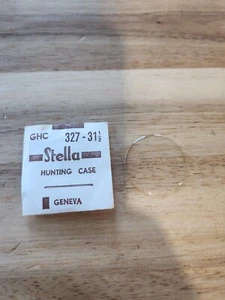 GHC 327-31½
Stella
HUNTING CASE
GENEVA